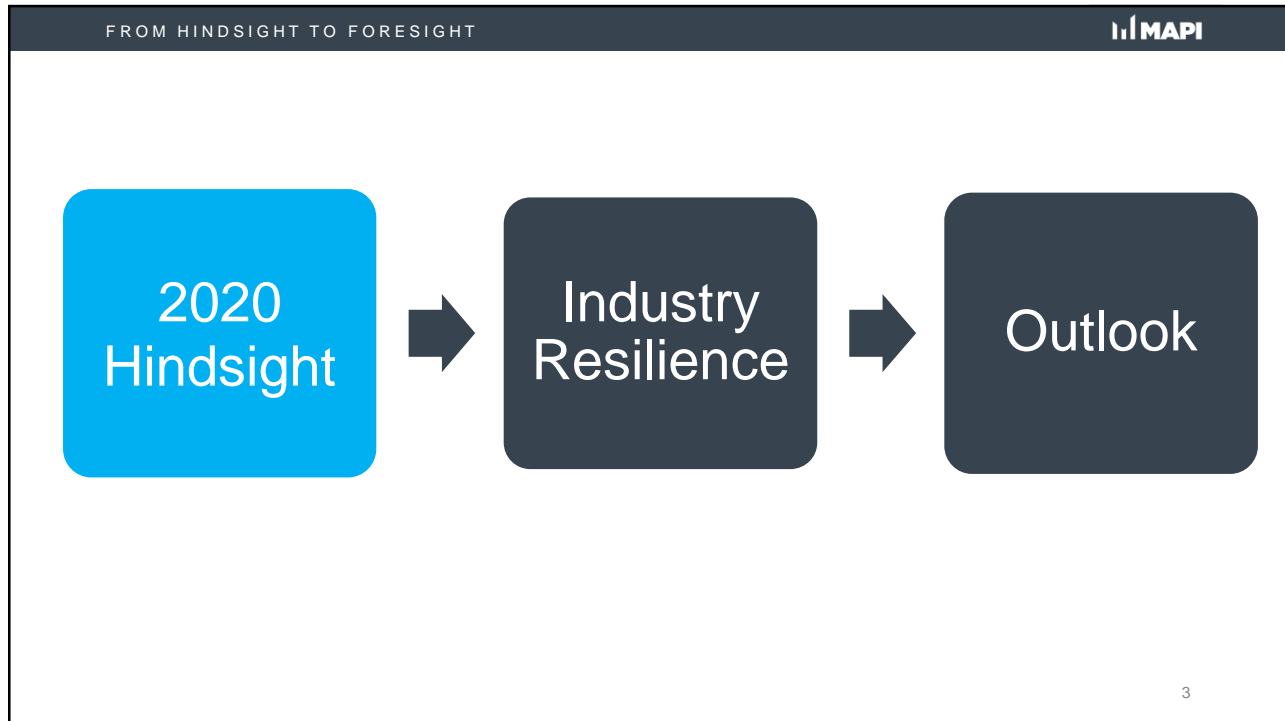 FROM HINDSIGHT TO FORESIGHT
MAPI
2020
Hindsight
Industry
Resilience
Outlook
3